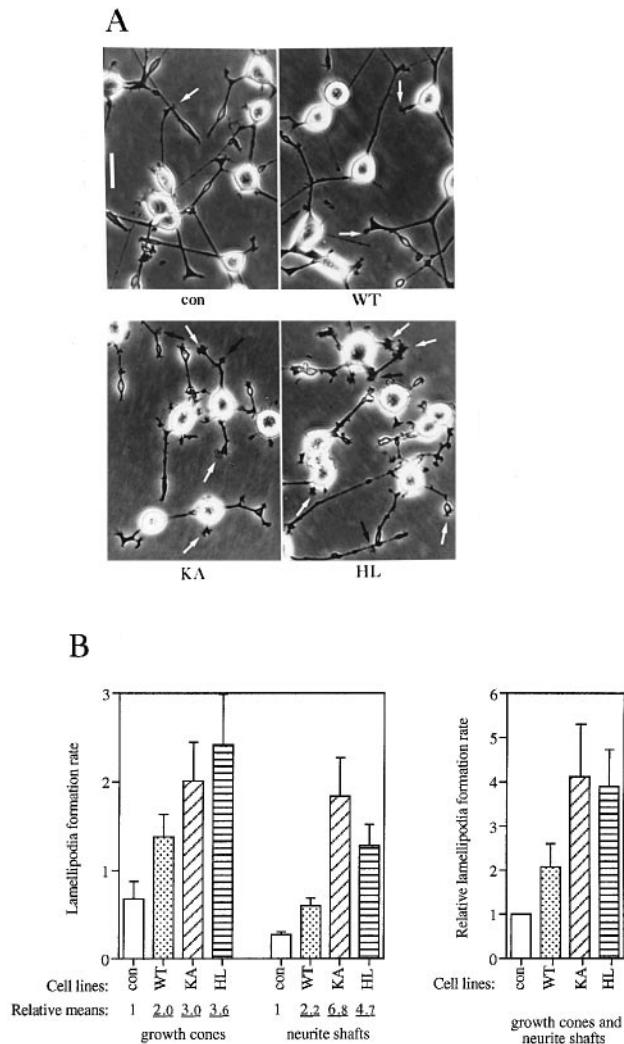 A
con WT
KA HL
B
Lamellipodia formation rate
3
2
1
0
Cell lines: con WT KA HL con WT KA HL
Relative means: 1 2.0 3.0 3.6 1 2.2 6.8 4.7
growth cones neurite shafts
Relative lamellipodia formation rate
6
5
4
3
2
1
0
Cell lines: con WT KA HL
growth cones and
neurite shafts